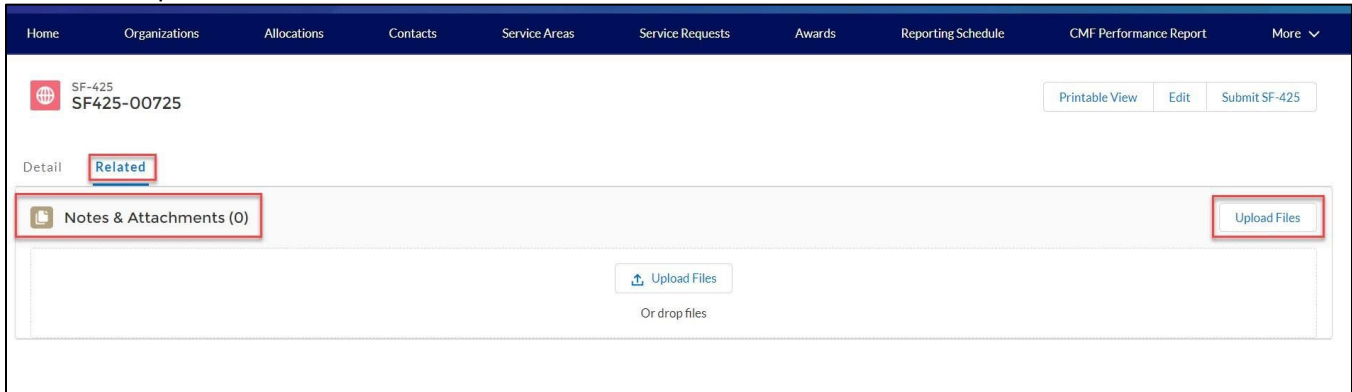 Home Organizations Allocations Contacts Service Areas Service Requests Awards Reporting Schedule CMF Performance Report More
SF-425
SF425-00725
Printable View Edit Submit SF-425
Detail Related
Notes & Attachments (0)
Upload Files
Upload Files
Or drop files